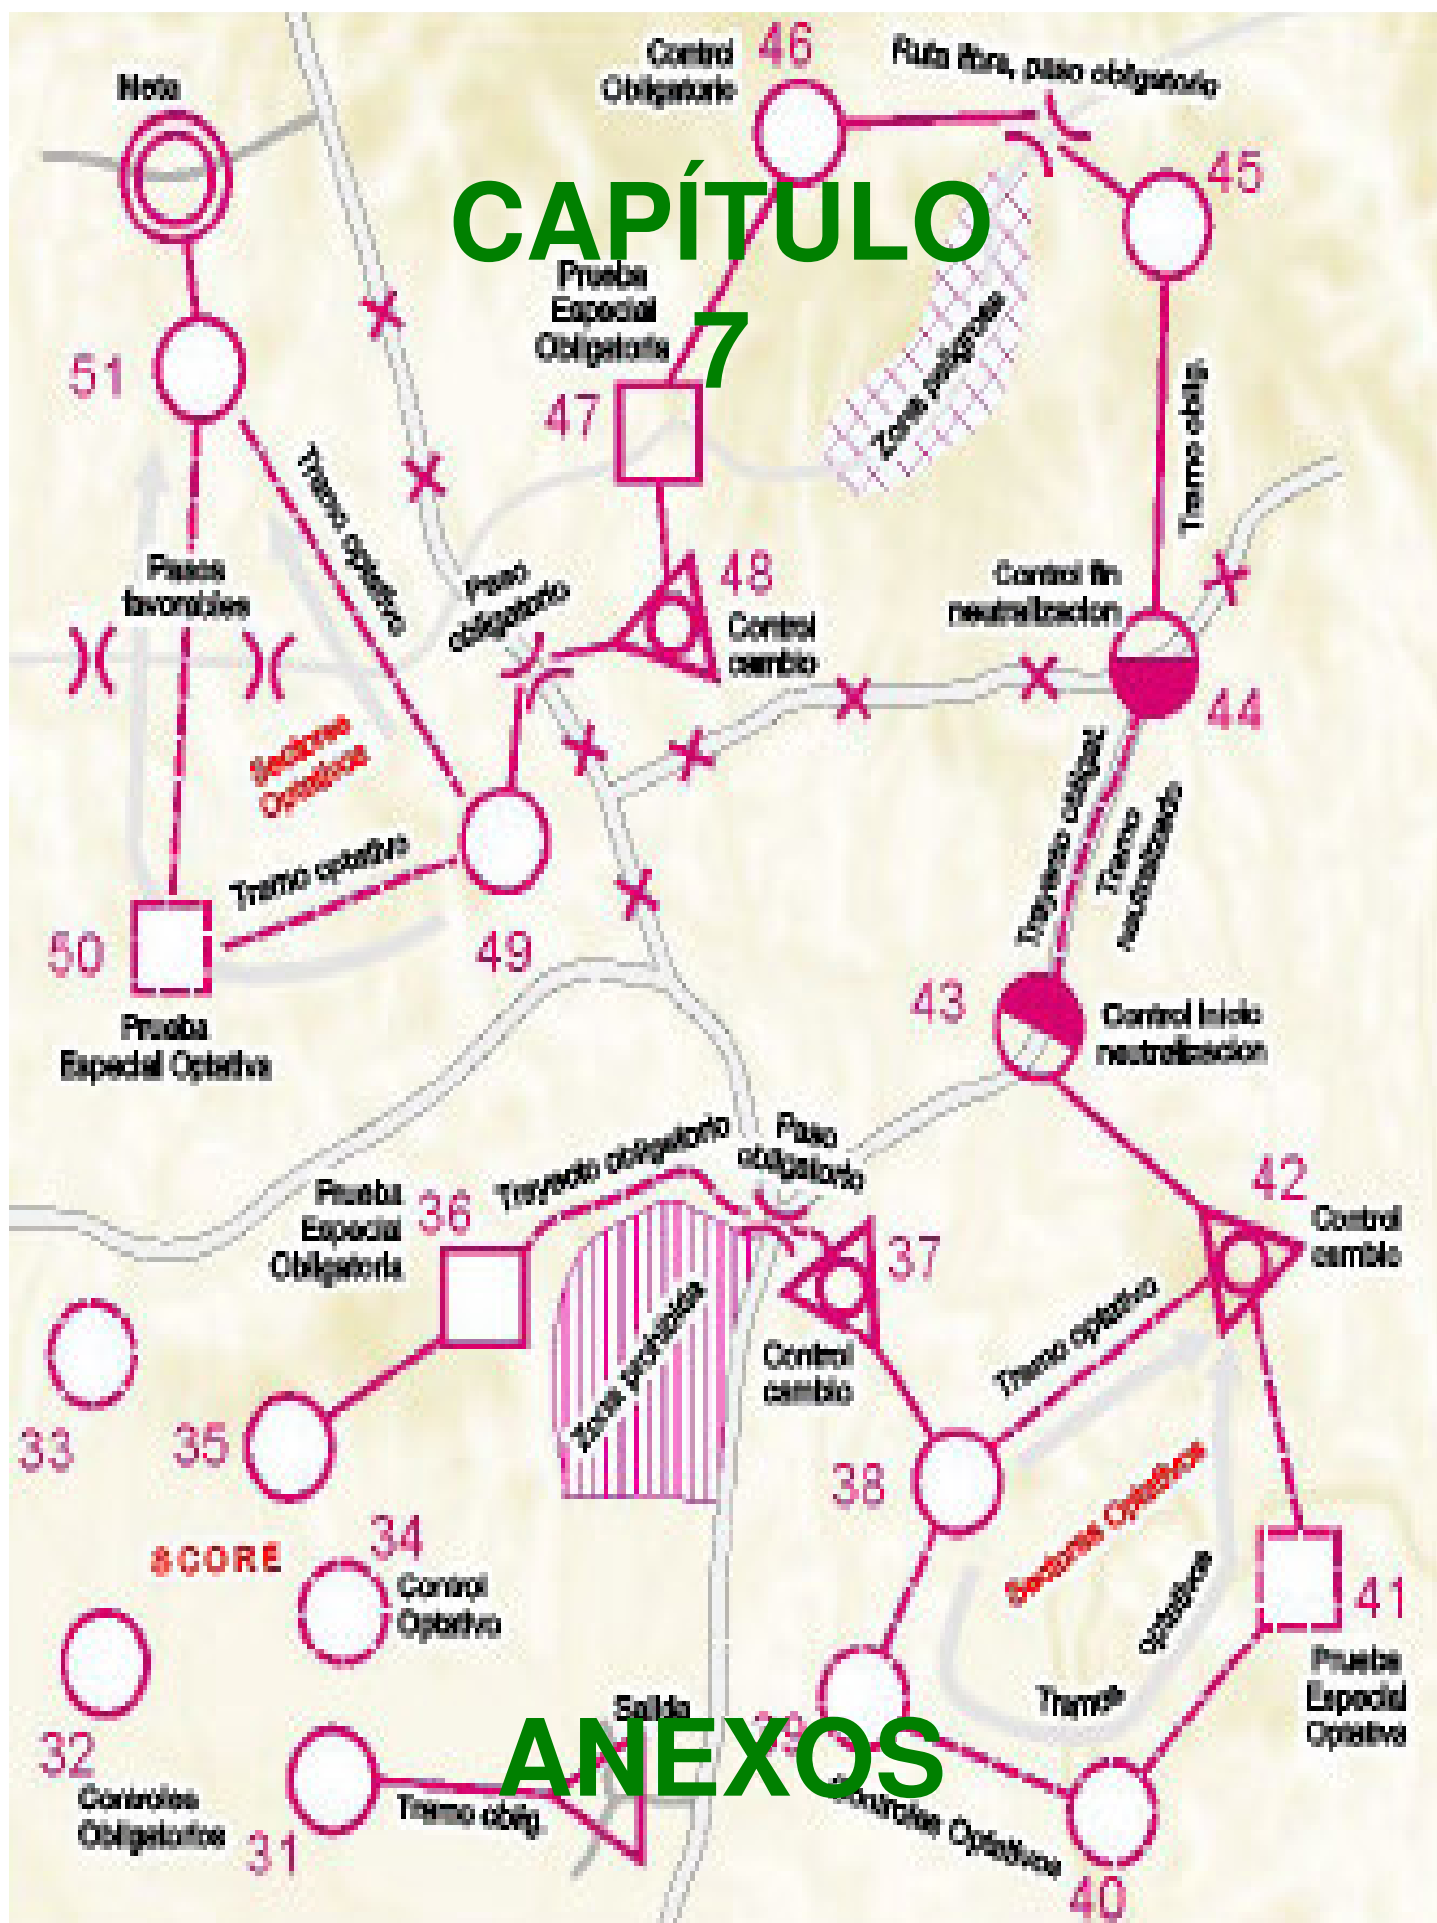 Control
Obligatorio
46
Ruta libre, paso obligatorio
Meta
45
CAPÍTULO
7
Prueba
Especial
Obligatoria
Zona peligrosa
51
47
Tramo oblig.
Tramo optativo
Pasos
favorables
Paso
obligatorio
48
Control
cambio
Control fin
neutralizacion
44
Sectores
Optativos
Trayecto obligat.
Tramo
neutralizado
Tramo optativo
50
49
43
Control Inicio
neutralizacion
Prueba
Especial Optativa
Trayecto obligatorio
Paso
obligatorio
42
Control
cambio
Prueba
Especial
Obligatoria
36
37
Zona prohibida
Tramo optativo
Control
cambio
33
35
38
Sectores Optativos
SCORE
34
Control
Optativo
optativos
41
Prueba
Especial
Optativa
Tramos
Salida
39
ANEXOS
32
Controles
Obligatorios
31
Tramo oblig.
Controles Optativos
40